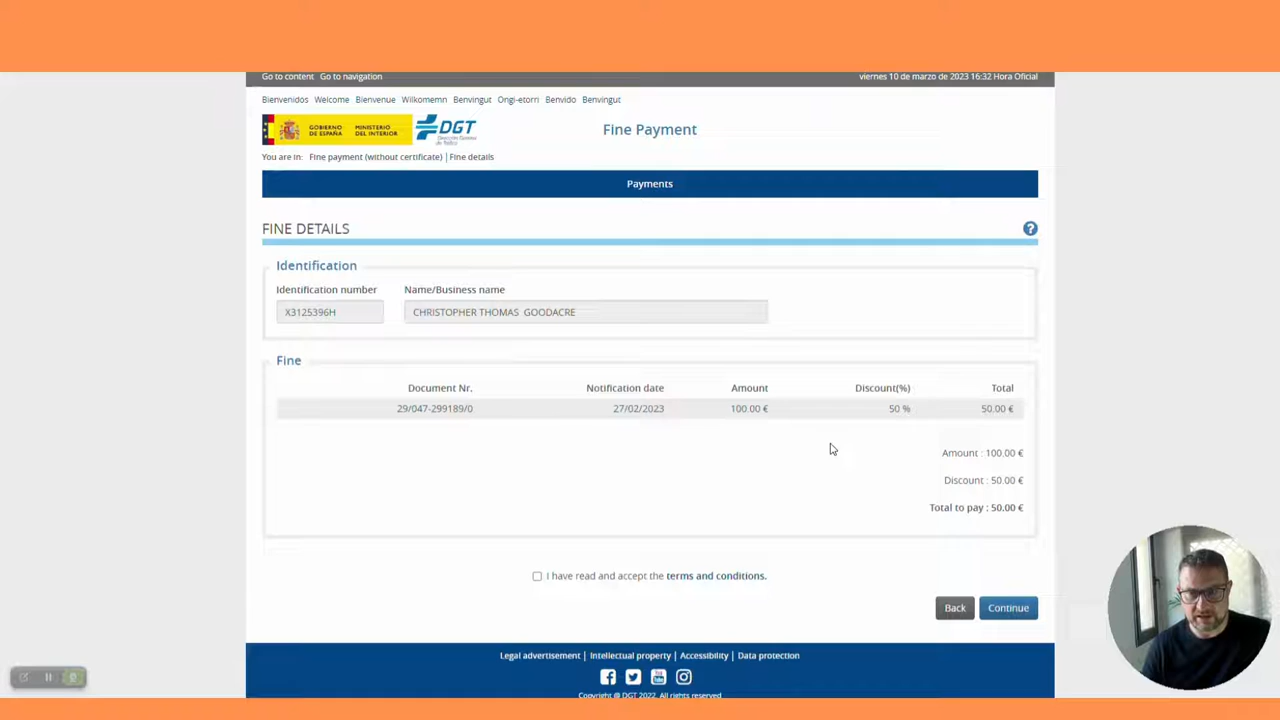 Go to content Go to navigation
viernes 10 de marzo de 2023 16:32 Hora Oficial
Bienvenidos Welcome Bienvenue Wilkomemn Benvingut Ongi-etorri Benvido Benvingut
GOBIERNO DE ESPAÑA
MINISTERIO DEL INTERIOR
DGT
Dirección General de Tráfico
Fine Payment
You are in: Fine payment (without certificate) | Fine details
Payments
FINE DETAILS
?
Identification
Identification number Name/Business name
X3125396H CHRISTOPHER THOMAS GOODACRE
Fine
Document Nr. Notification date Amount Discount(%) Total
29/047-299189/0 27/02/2023 100.00 € 50 % 50.00 €
Amount : 100.00 €
Discount : 50.00 €
Total to pay : 50.00 €
I have read and accept the terms and conditions.
Back Continue
Legal advertisement | Intellectual property | Accessibility | Data protection
Copyright @ DGT 2022. All rights reserved